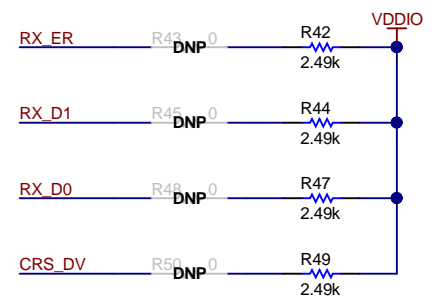 VDDIO
RX_ER R43 DNP 0 R42
2.49k
RX_D1 R45 DNP 0 R44
2.49k
RX_D0 R48 DNP 0 R47
2.49k
CRS_DV R50 DNP 0 R49
2.49k